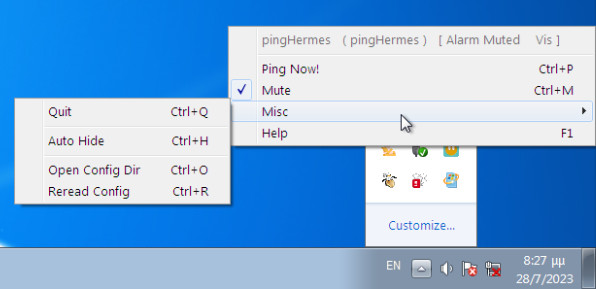 pingHermes ( pingHermes ) [ Alarm Muted Vis ]
Ping Now! Ctrl+P
Mute Ctrl+M
Misc
Help F1
Quit Ctrl+Q
Auto Hide Ctrl+H
Open Config Dir Ctrl+O
Reread Config Ctrl+R
Customize...
EN
8:27 μμ
28/7/2023